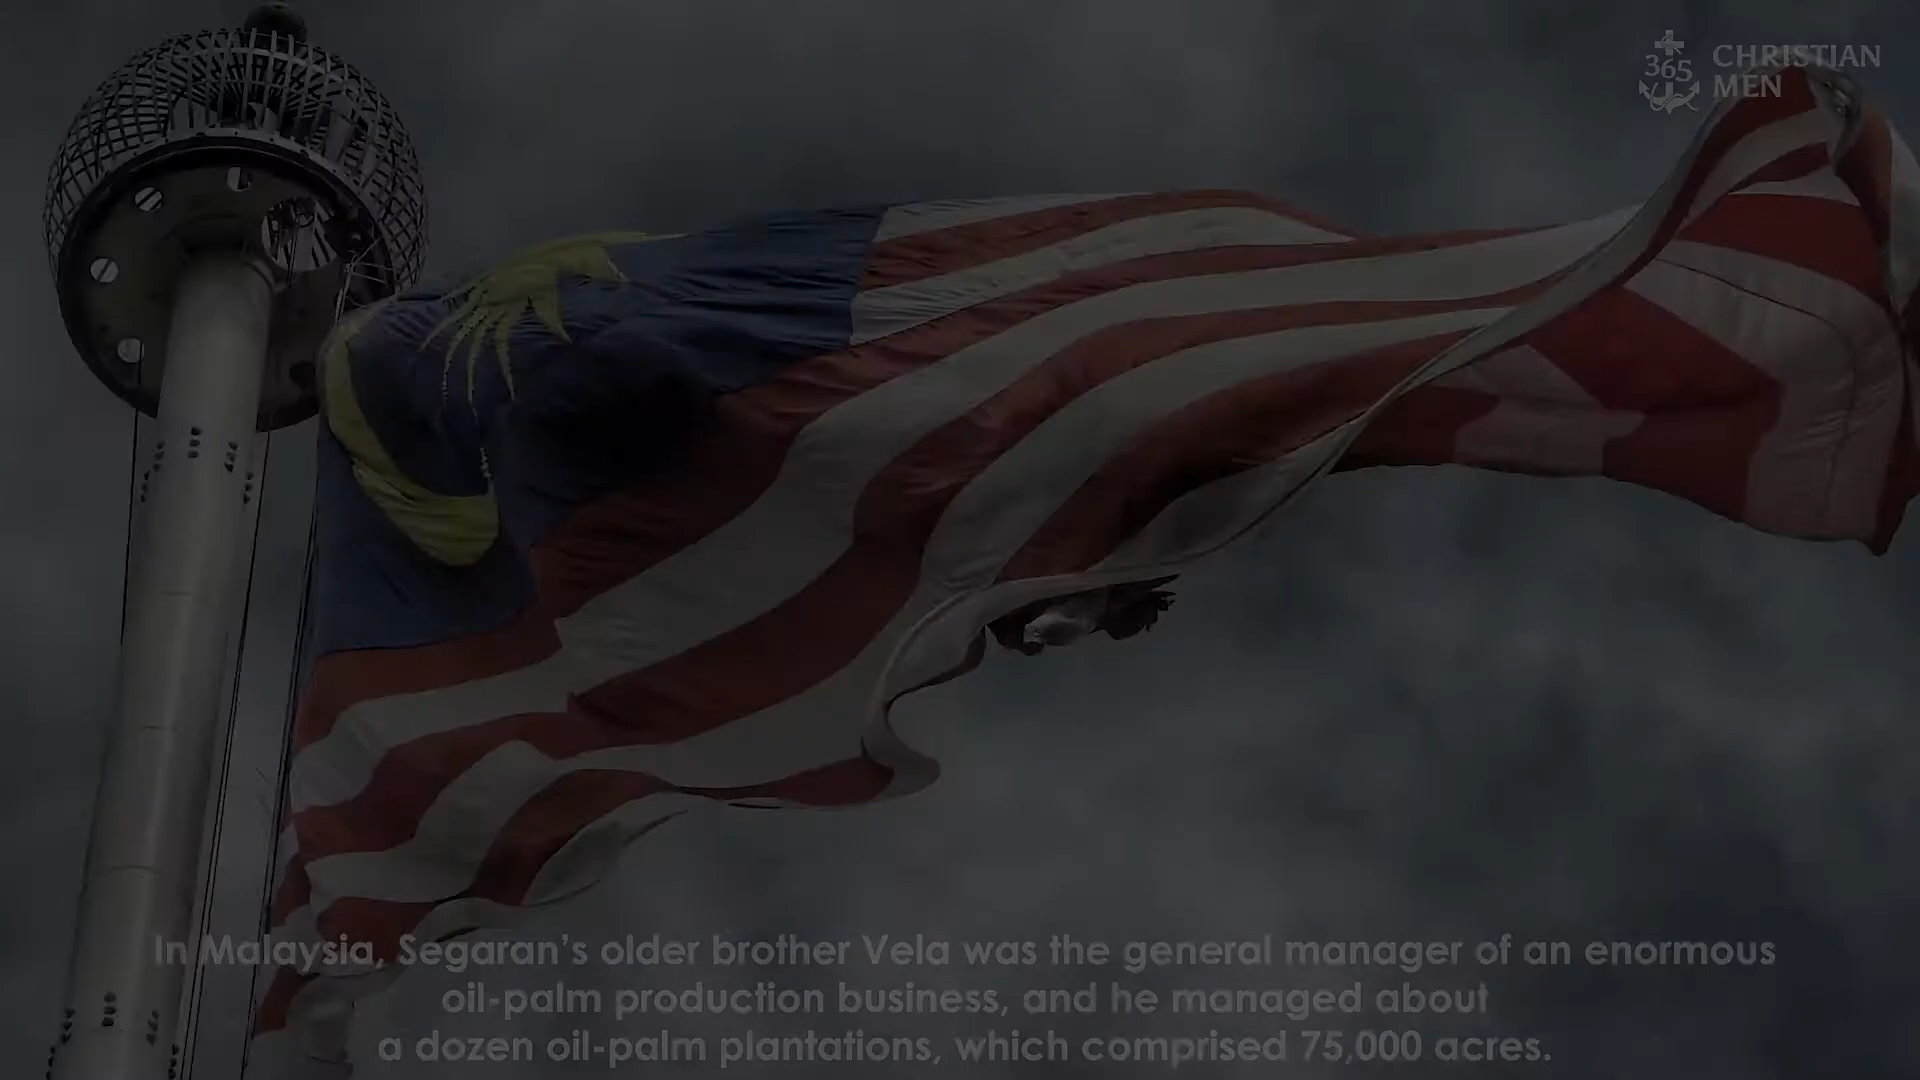 365
CHRISTIAN
MEN
In Malaysia, Segaran’s older brother Vela was the general manager of an enormous
oil-palm production business, and he managed about
a dozen oil-palm plantations, which comprised 75,000 acres.